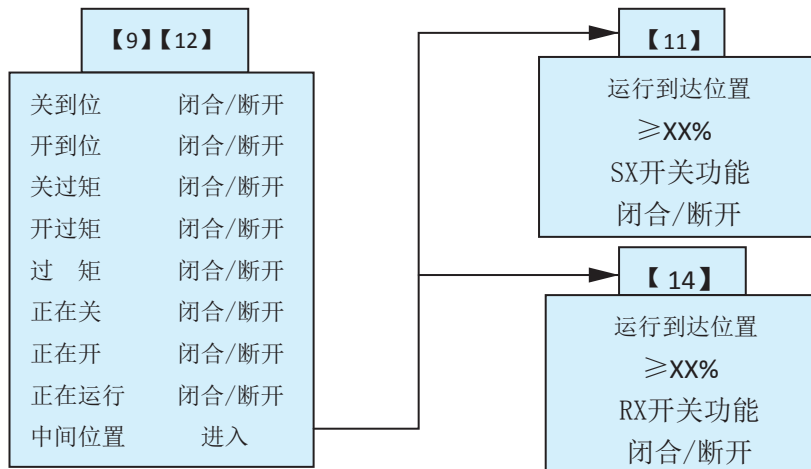 【9】【12】
关到位 闭合/断开
开到位 闭合/断开
关过矩 闭合/断开
开过矩 闭合/断开
过 矩 闭合/断开
正在关 闭合/断开
正在开 闭合/断开
正在运行 闭合/断开
中间位置 进入
【11】
运行到达位置
≥XX%
SX开关功能
闭合/断开
【14】
运行到达位置
≥XX%
RX开关功能
闭合/断开